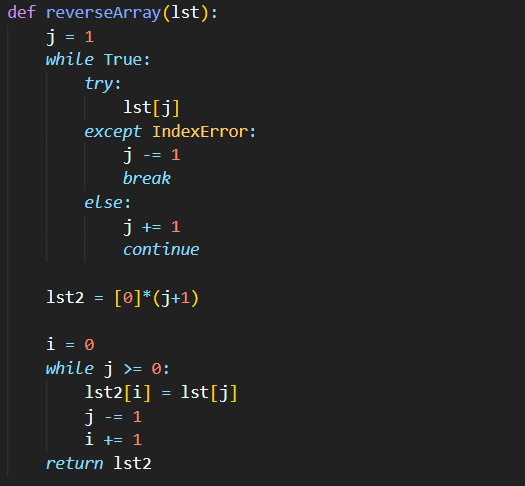 def reverseArray(lst):
    j = 1
    while True:
        try:
            lst[j]
        except IndexError:
            j -= 1
            break
        else:
            j += 1
            continue

    lst2 = [0]*(j+1)

    i = 0
    while j >= 0:
        lst2[i] = lst[j]
        j -= 1
        i += 1
    return lst2